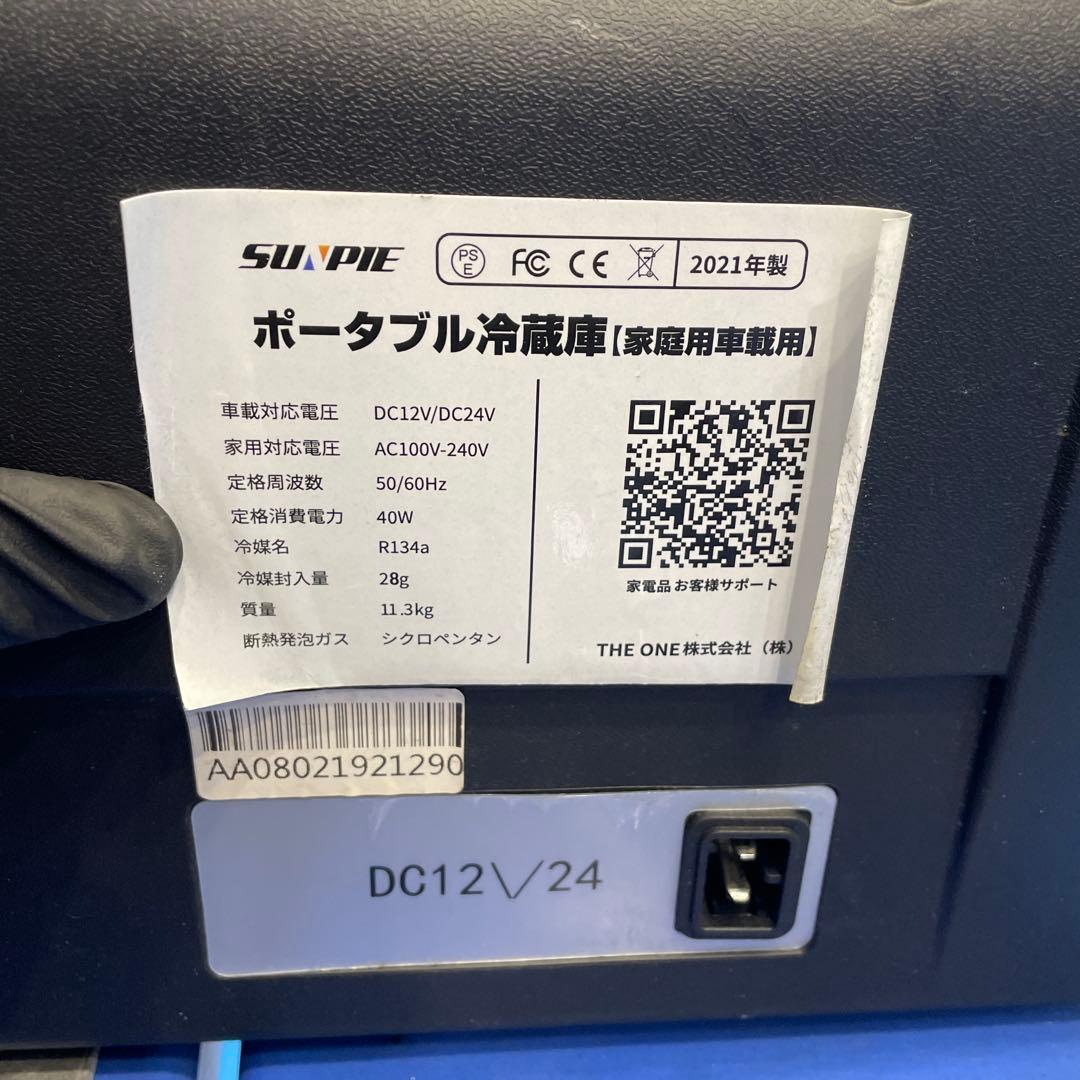 SUNPIE
PS E FC CE 2021年製
ポータブル冷蔵庫【家庭用車載用】
車載対応電圧 DC12V/DC24V
家用対応電圧 AC100V-240V
定格周波数 50/60Hz
定格消費電力 40W
冷媒名 R134a
冷媒封入量 28g
質量 11.3kg
断熱発泡ガス シクロペンタン
家電品お客様サポート
THE ONE株式会社（株）
AA08021921290
DC12V/24